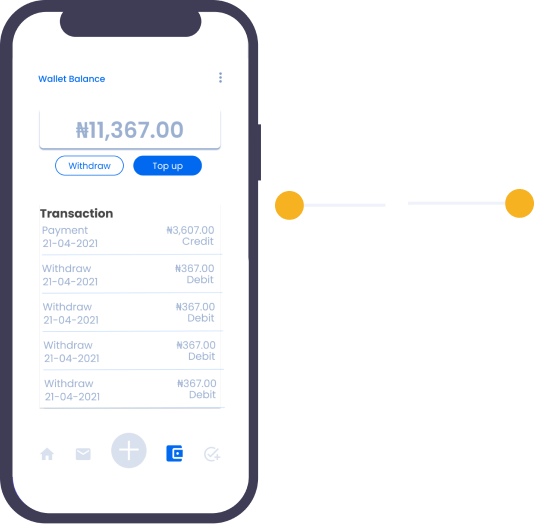 Wallet Balance
₦11,367.00
Withdraw Top up
Transaction
Payment ₦3,607.00
21-04-2021 Credit
Withdraw ₦367.00
21-04-2021 Debit
Withdraw ₦367.00
21-04-2021 Debit
Withdraw ₦367.00
21-04-2021 Debit
Withdraw ₦367.00
21-04-2021 Debit